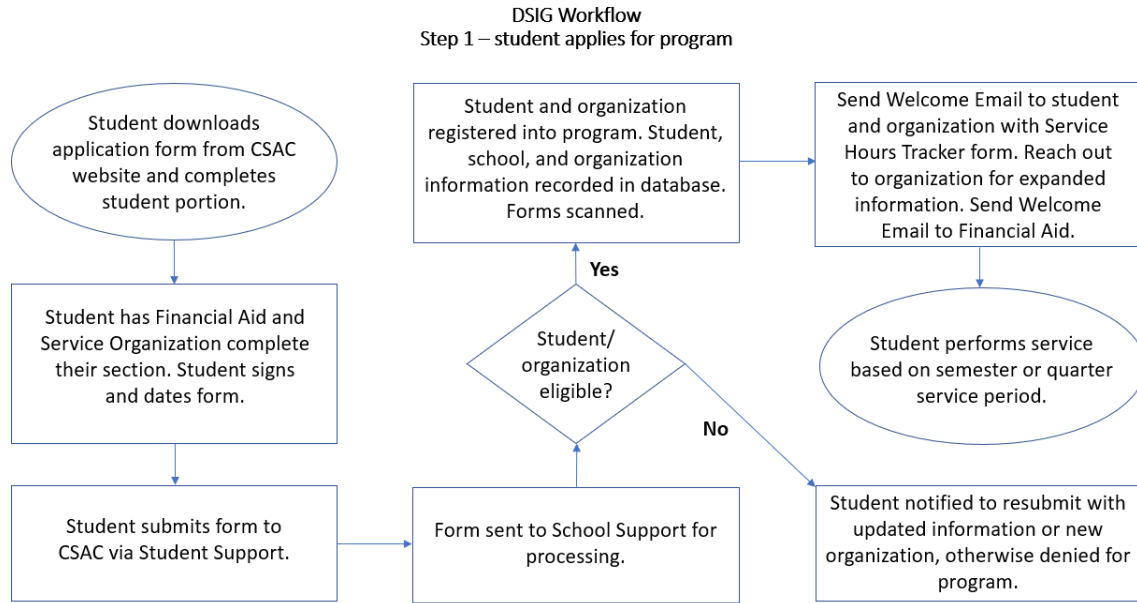 DSIG Workflow
Step 1 – student applies for program
Student downloads
application form from CSAC
website and completes
student portion.
Student has Financial Aid and
Service Organization complete
their section. Student signs
and dates form.
Student submits form to
CSAC via Student Support.
Form sent to School Support for
processing.
Student/
organization
eligible?
Yes
Student and organization
registered into program. Student,
school, and organization
information recorded in database.
Forms scanned.
Send Welcome Email to student
and organization with Service
Hours Tracker form. Reach out
to organization for expanded
information. Send Welcome
Email to Financial Aid.
Student performs service
based on semester or quarter
service period.
No
Student notified to resubmit with
updated information or new
organization, otherwise denied for
program.